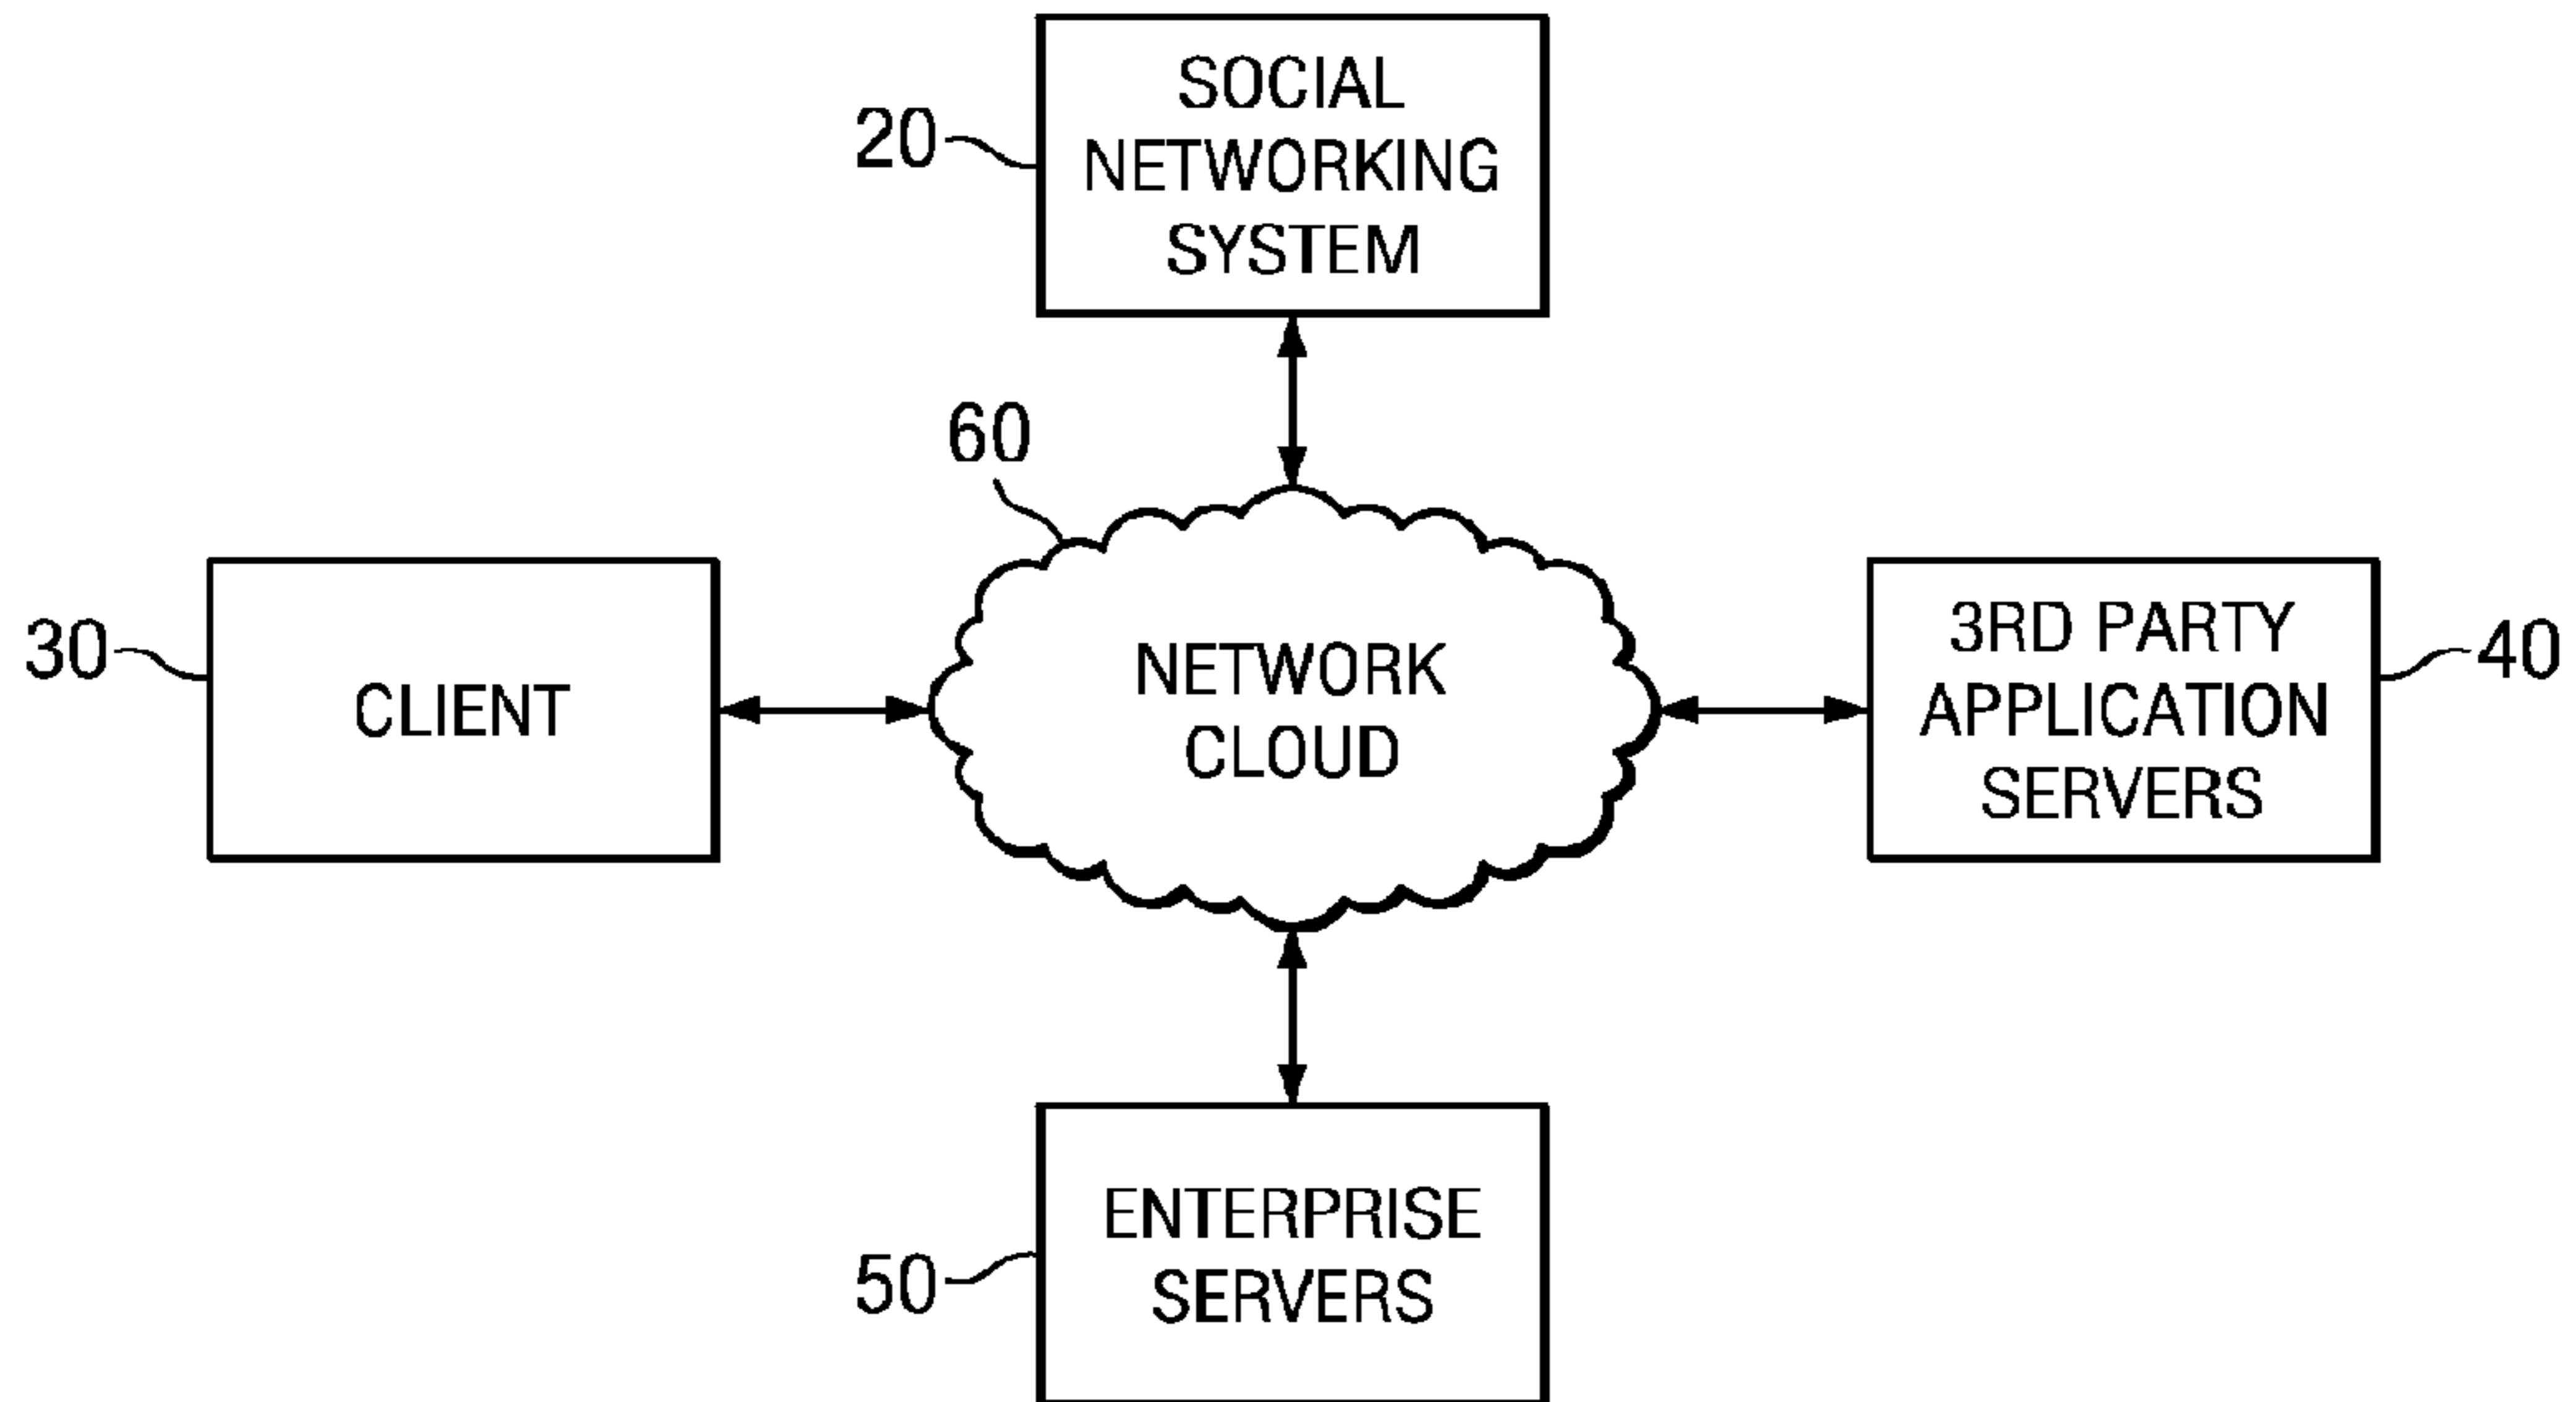 20
SOCIAL
NETWORKING
SYSTEM
60
30
CLIENT
NETWORK
CLOUD
3RD PARTY
APPLICATION
SERVERS
40
50
ENTERPRISE
SERVERS